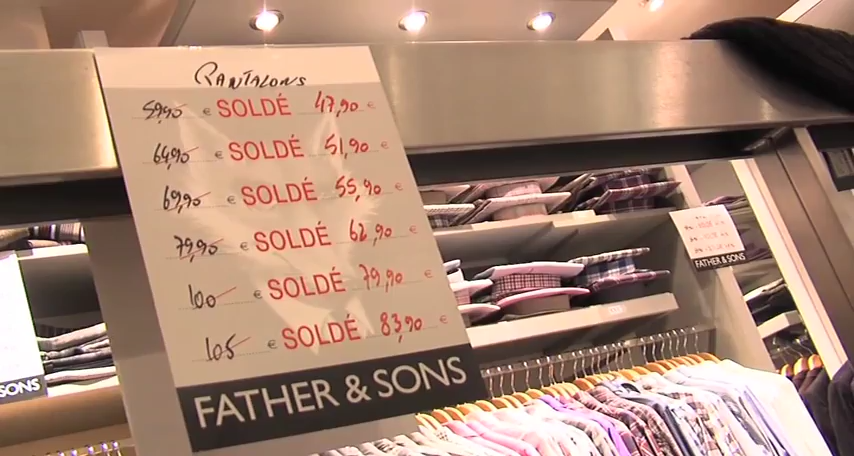 PANTALONS
59,90 € SOLDÉ 47,90 €
64,90 € SOLDÉ 51,90 €
69,90 € SOLDÉ 55,90 €
79,90 € SOLDÉ 62,90 €
100 € SOLDÉ 79,90 €
105 € SOLDÉ 83,90 €
FATHER & SONS
FATHER & SONS
SONS